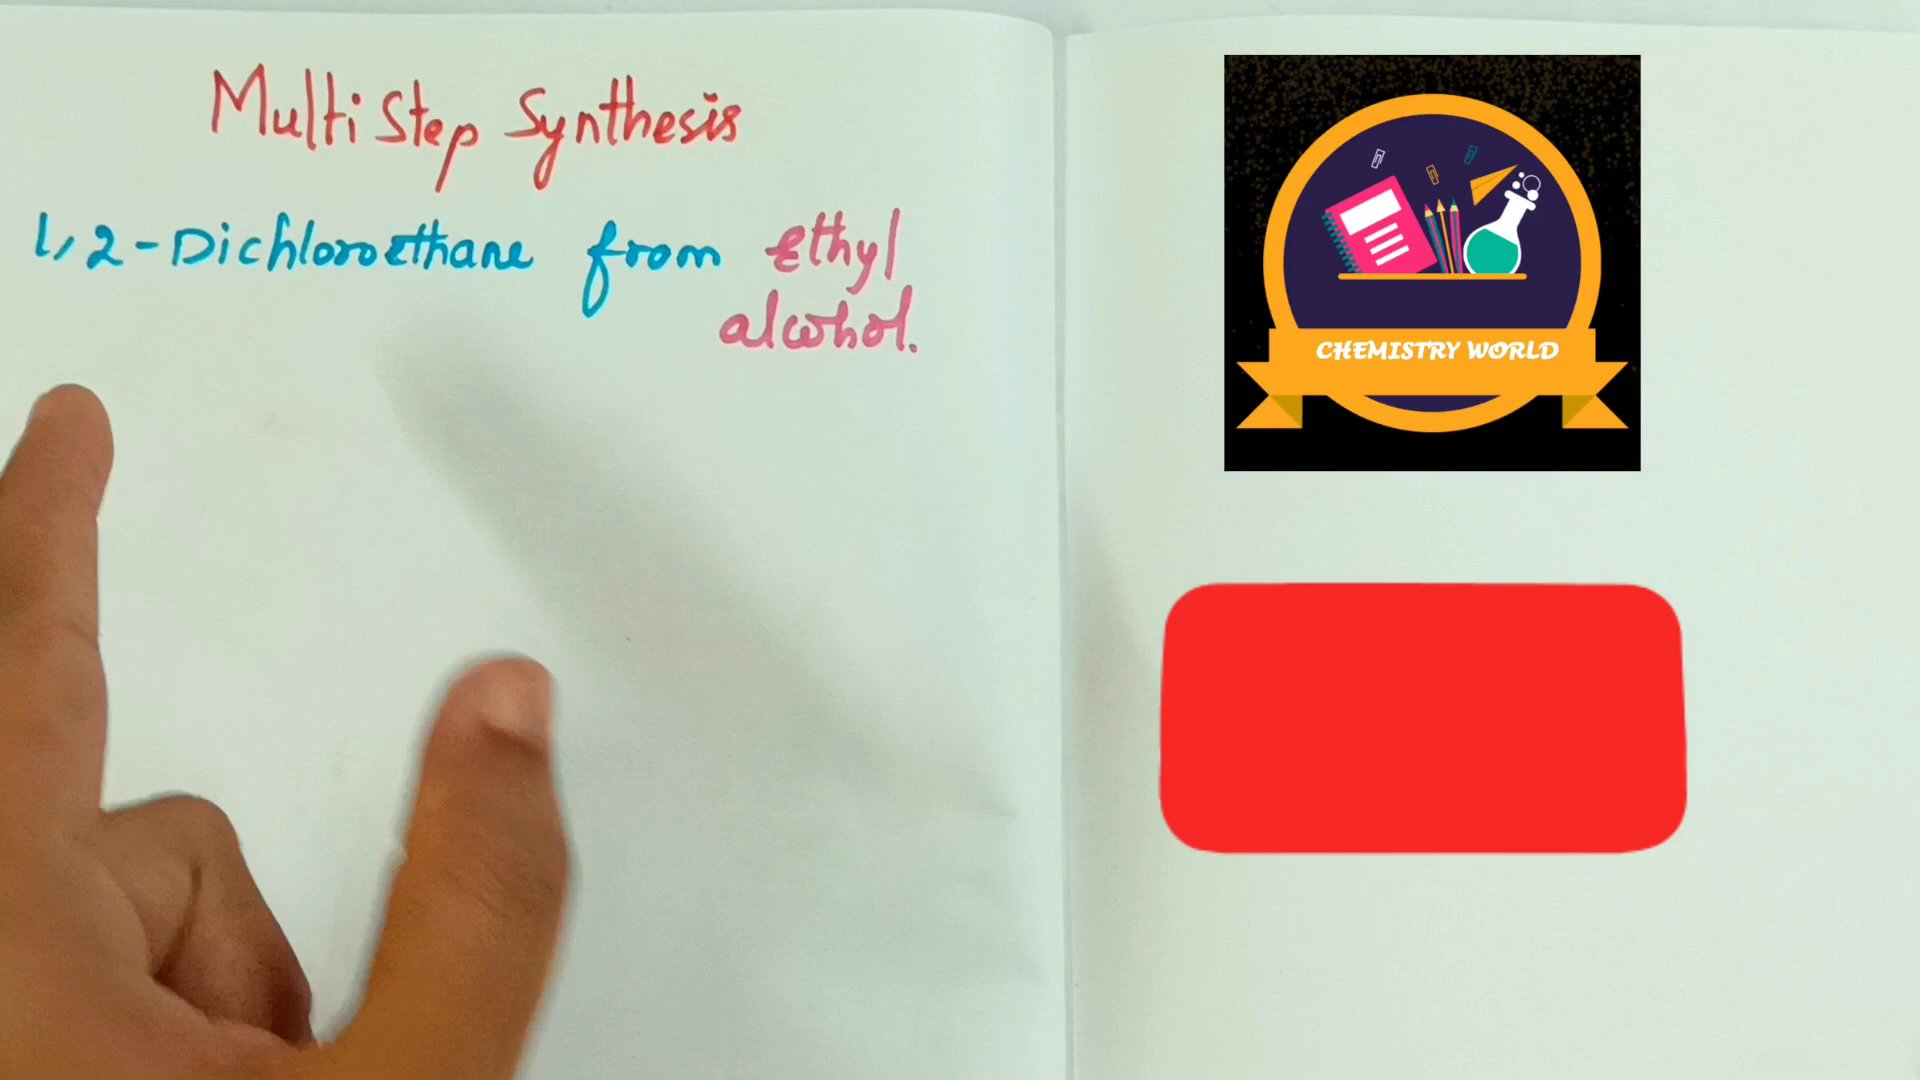 Multi Step Synthesis
1,2-Dichloroethane from Ethyl
alcohol.
CHEMISTRY WORLD